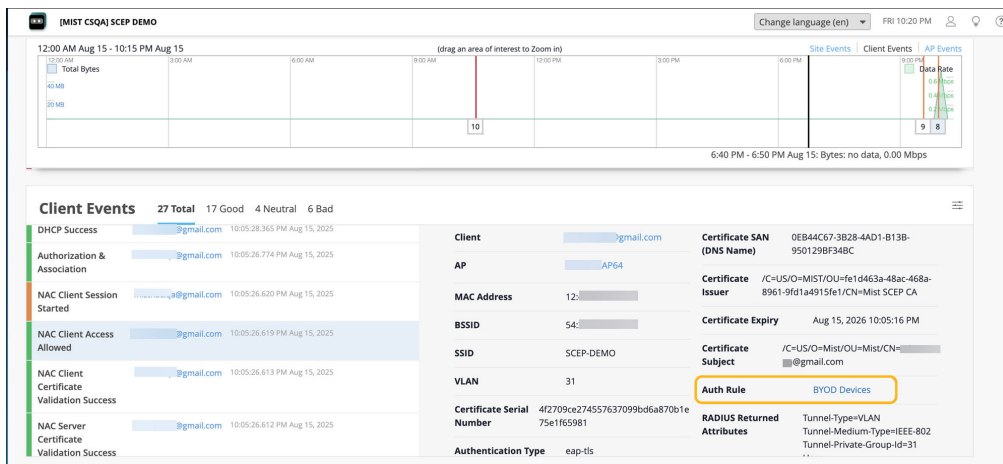 [MIST CSQA] SCEP DEMO
Change language (en)
FRI 10:20 PM
12:00 AM Aug 15 - 10:15 PM Aug 15
(drag an area of interest to Zoom in)
Site Events
Client Events
AP Events
12:00 AM
3:00 AM
6:00 AM
9:00 AM
12:00 PM
3:00 PM
6:00 PM
9:00 PM
Total Bytes
Data Rate
40 MB
20 MB
10
9
8
6:40 PM - 6:50 PM Aug 15: Bytes: no data, 0.00 Mbps
Client Events
27 Total
17 Good
4 Neutral
6 Bad
DHCP Success
@gmail.com
10:05:28.365 PM Aug 15, 2025
Authorization &
Association
@gmail.com
10:05:26.774 PM Aug 15, 2025
NAC Client Session
Started
@gmail.com
10:05:26.620 PM Aug 15, 2025
NAC Client Access
Allowed
@gmail.com
10:05:26.619 PM Aug 15, 2025
NAC Client
Certificate
Validation Success
@gmail.com
10:05:26.613 PM Aug 15, 2025
NAC Server
Certificate
Validation Success
@gmail.com
10:05:26.612 PM Aug 15, 2025
Client
gmail.com
AP
AP64
MAC Address
12:
BSSID
54:
SSID
SCEP-DEMO
VLAN
31
Certificate Serial
Number
4f2709ce274557637099bd6a870b1e
75e1f65981
Authentication Type
eap-tls
Certificate SAN
(DNS Name)
0EB44C67-3B28-4AD1-B13B-
950129BF34BC
Certificate
Issuer
/C=US/O=MIST/OU=fe1d463a-48ac-468a-
8961-9fd1a4915fe1/CN=Mist SCEP CA
Certificate Expiry
Aug 15, 2026 10:05:16 PM
Certificate
Subject
/C=US/O=Mist/OU=Mist/CN=
@gmail.com
Auth Rule
BYOD Devices
RADIUS Returned
Attributes
Tunnel-Type=VLAN
Tunnel-Medium-Type=IEEE-802
Tunnel-Private-Group-Id=31